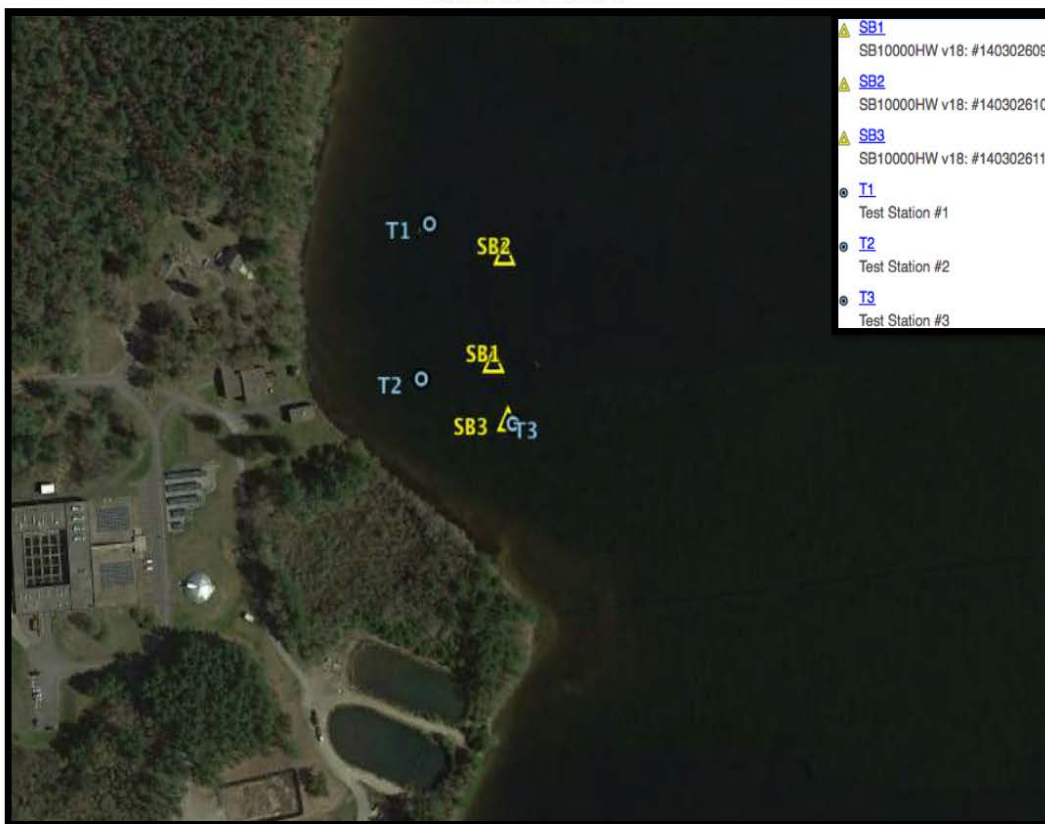 SB1
SB10000HW v18: #140302609
SB2
SB10000HW v18: #140302610
SB3
SB10000HW v18: #140302611
T1
Test Station #1
T2
Test Station #2
T3
Test Station #3
T1
SB2
SB1
T2
SB3
T3